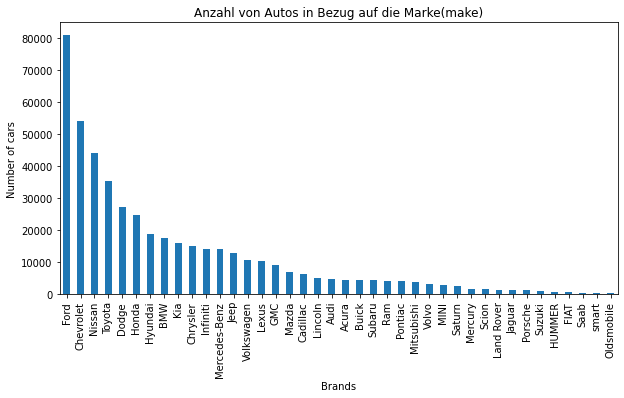 Anzahl von Autos in Bezug auf die Marke(make)
Number of cars
80000
70000
60000
50000
40000
30000
20000
10000
0
Ford
Chevrolet
Nissan
Toyota
Dodge
Honda
Hyundai
BMW
Kia
Chrysler
Infiniti
Mercedes-Benz
Jeep
Volkswagen
Lexus
GMC
Mazda
Cadillac
Lincoln
Audi
Acura
Buick
Subaru
Ram
Pontiac
Mitsubishi
Volvo
MINI
Saturn
Mercury
Scion
Land Rover
Jaguar
Porsche
Suzuki
HUMMER
FIAT
Saab
smart
Oldsmobile
Brands